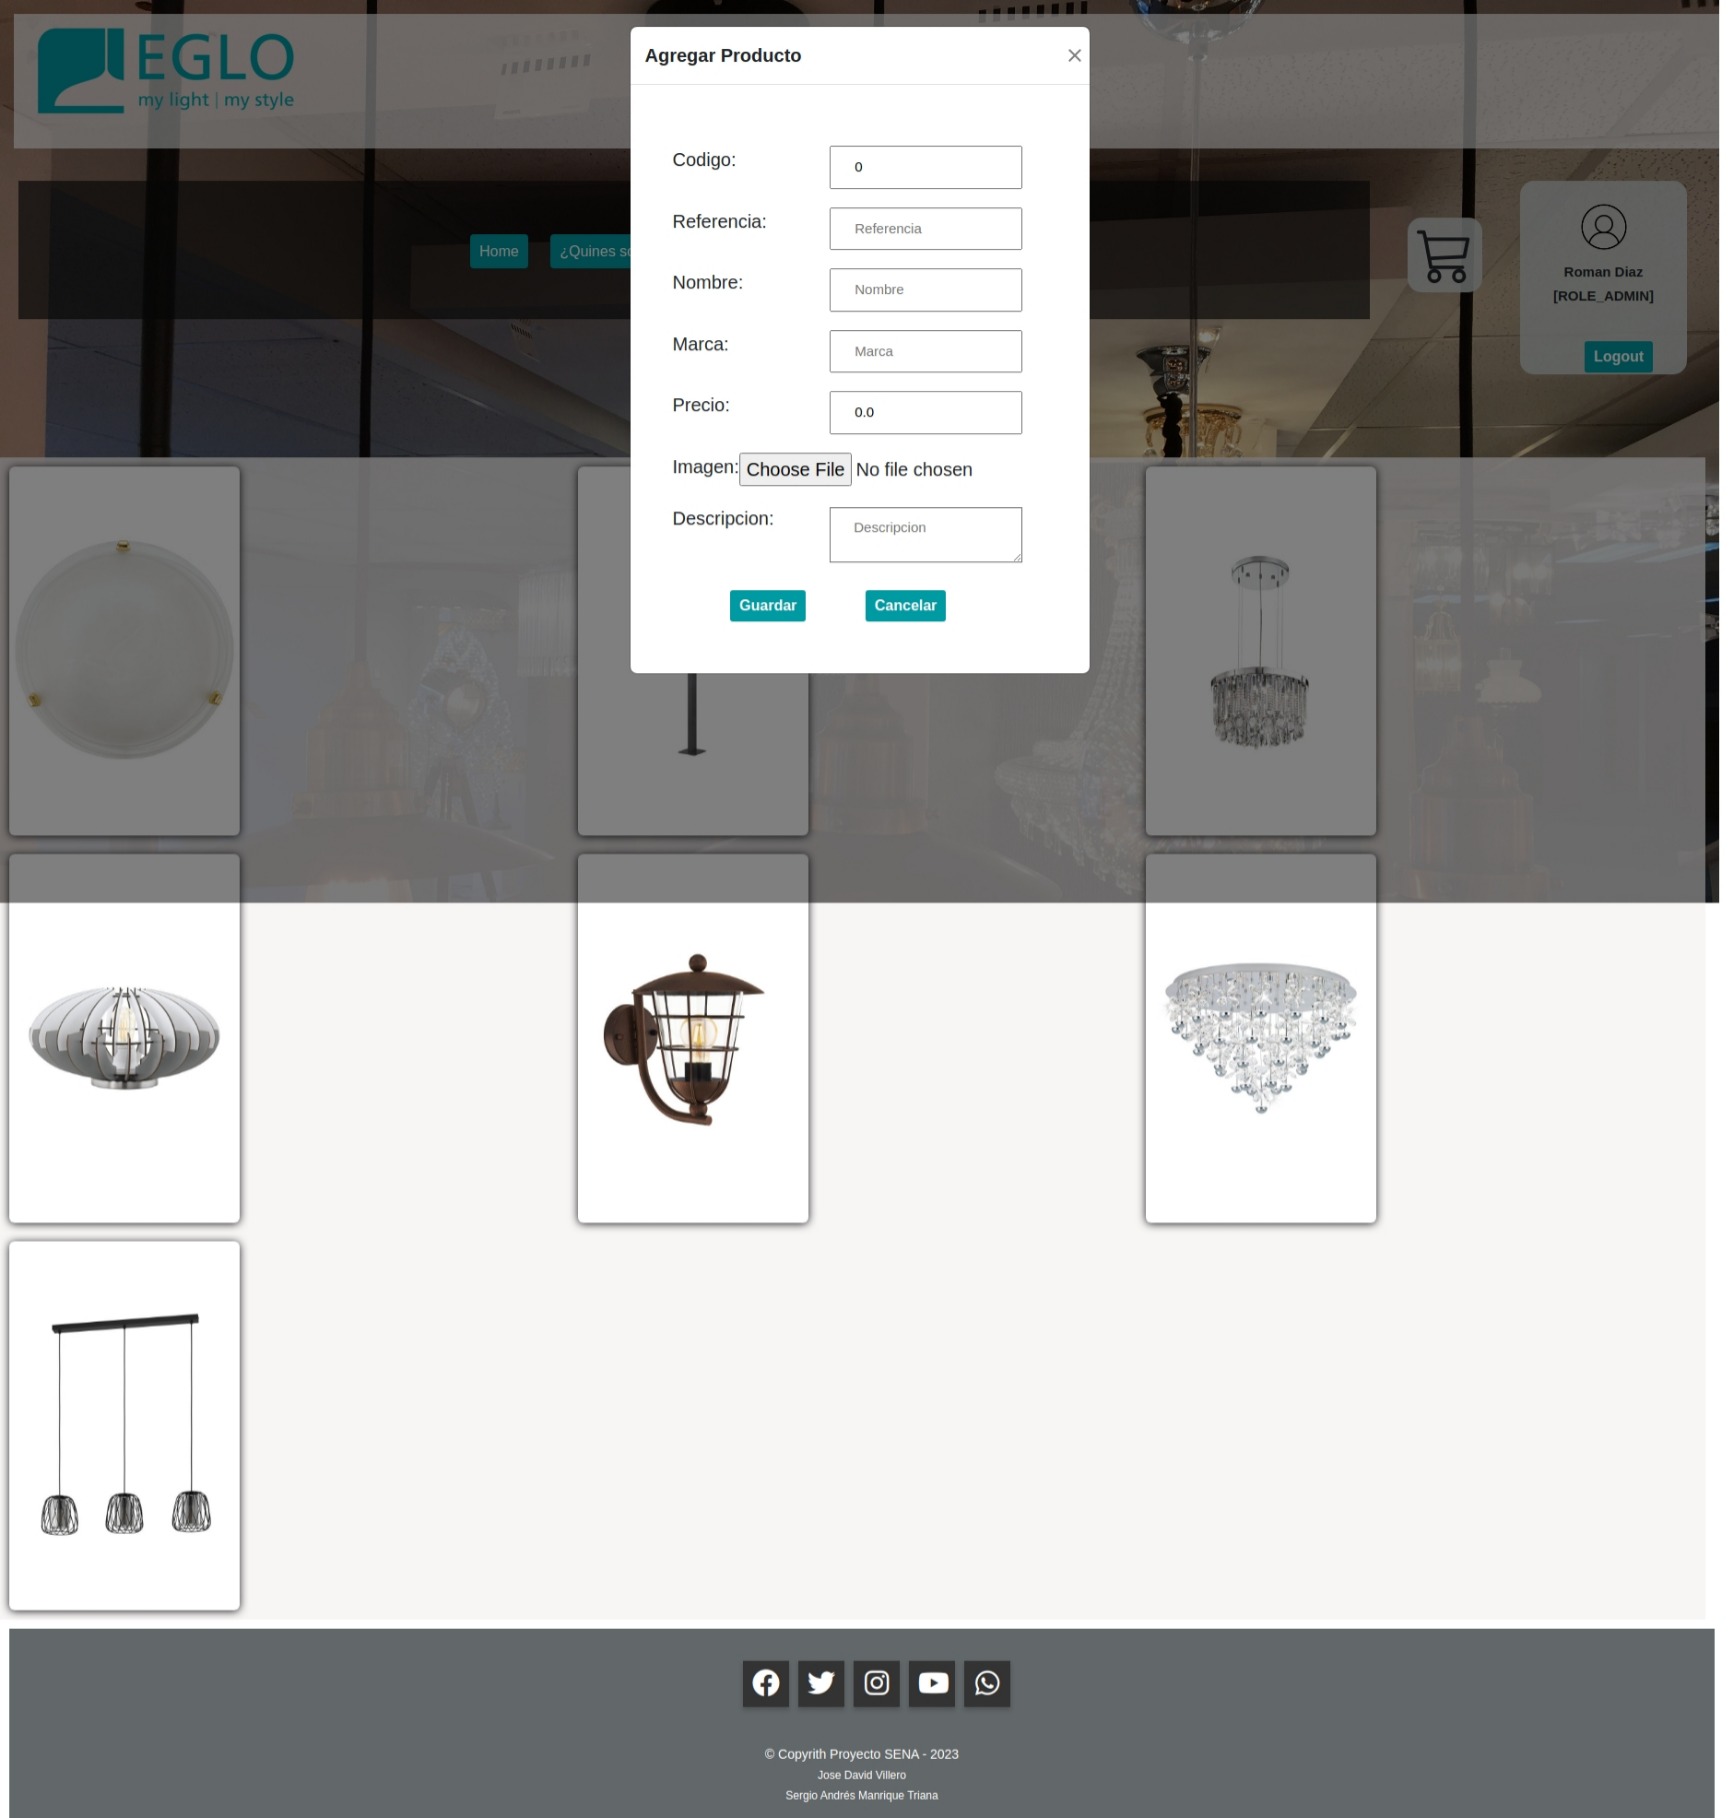 EGLO
my light | my style
Agregar Producto
Codigo:
0
Referencia:
Referencia
Home
¿Quines so
Nombre:
Nombre
Roman Diaz
[ROLE_ADMIN]
Marca:
Marca
Logout
Precio:
0.0
Imagen: Choose File No file chosen
Descripcion:
Descripcion
Guardar
Cancelar
© Copyrith Proyecto SENA - 2023
Jose David Villero
Sergio Andrés Manrique Triana